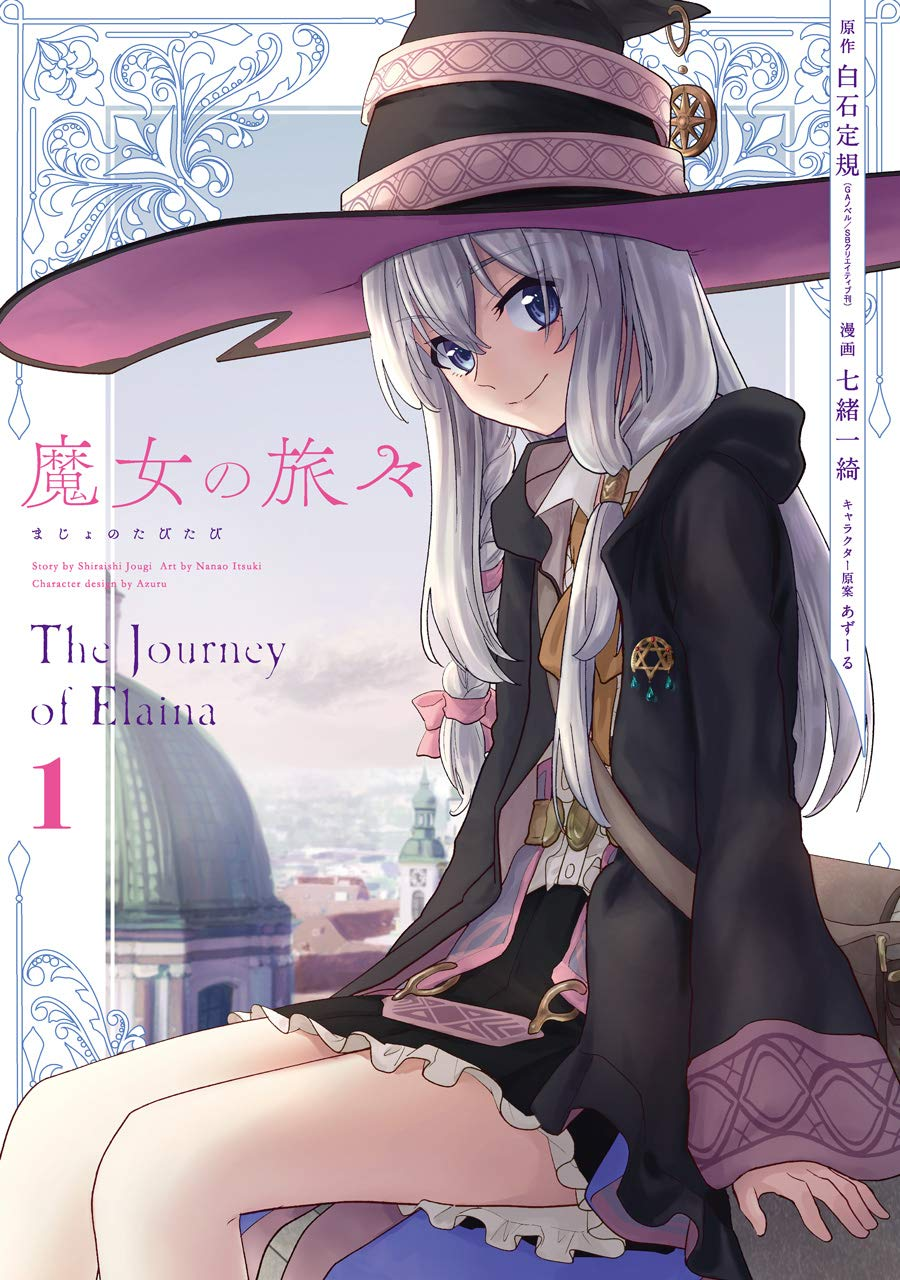 魔女の旅々
まじょのたびたび
Story by Shiraishi Jougi Art by Nanao Itsuki
Character design by Azuru
The Journey
of Elaina
1
原作 白石定規(GAノベル/SBクリエイティブ刊) 漫画 七緒一綺 キャラクター原案 あずーる